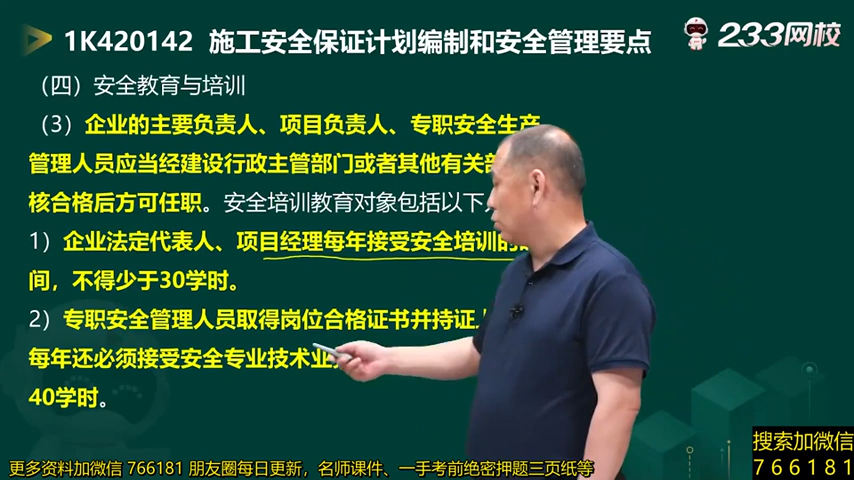 1K420142 施工安全保证计划编制和安全管理要点
233网校
（四）安全教育与培训
（3）企业的主要负责人、项目负责人、专职安全生产
管理人员应当经建设行政主管部门或者其他有关部
核合格后方可任职。安全培训教育对象包括以下
1）企业法定代表人、项目经理每年接受安全培训的
间，不得少于30学时。
2）专职安全管理人员取得岗位合格证书并持证
每年还必须接受安全专业技术业
40学时。
更多资料加微信 766181 朋友圈每日更新，名师课件、一手考前绝密押题三页纸等
搜索加微信
766181